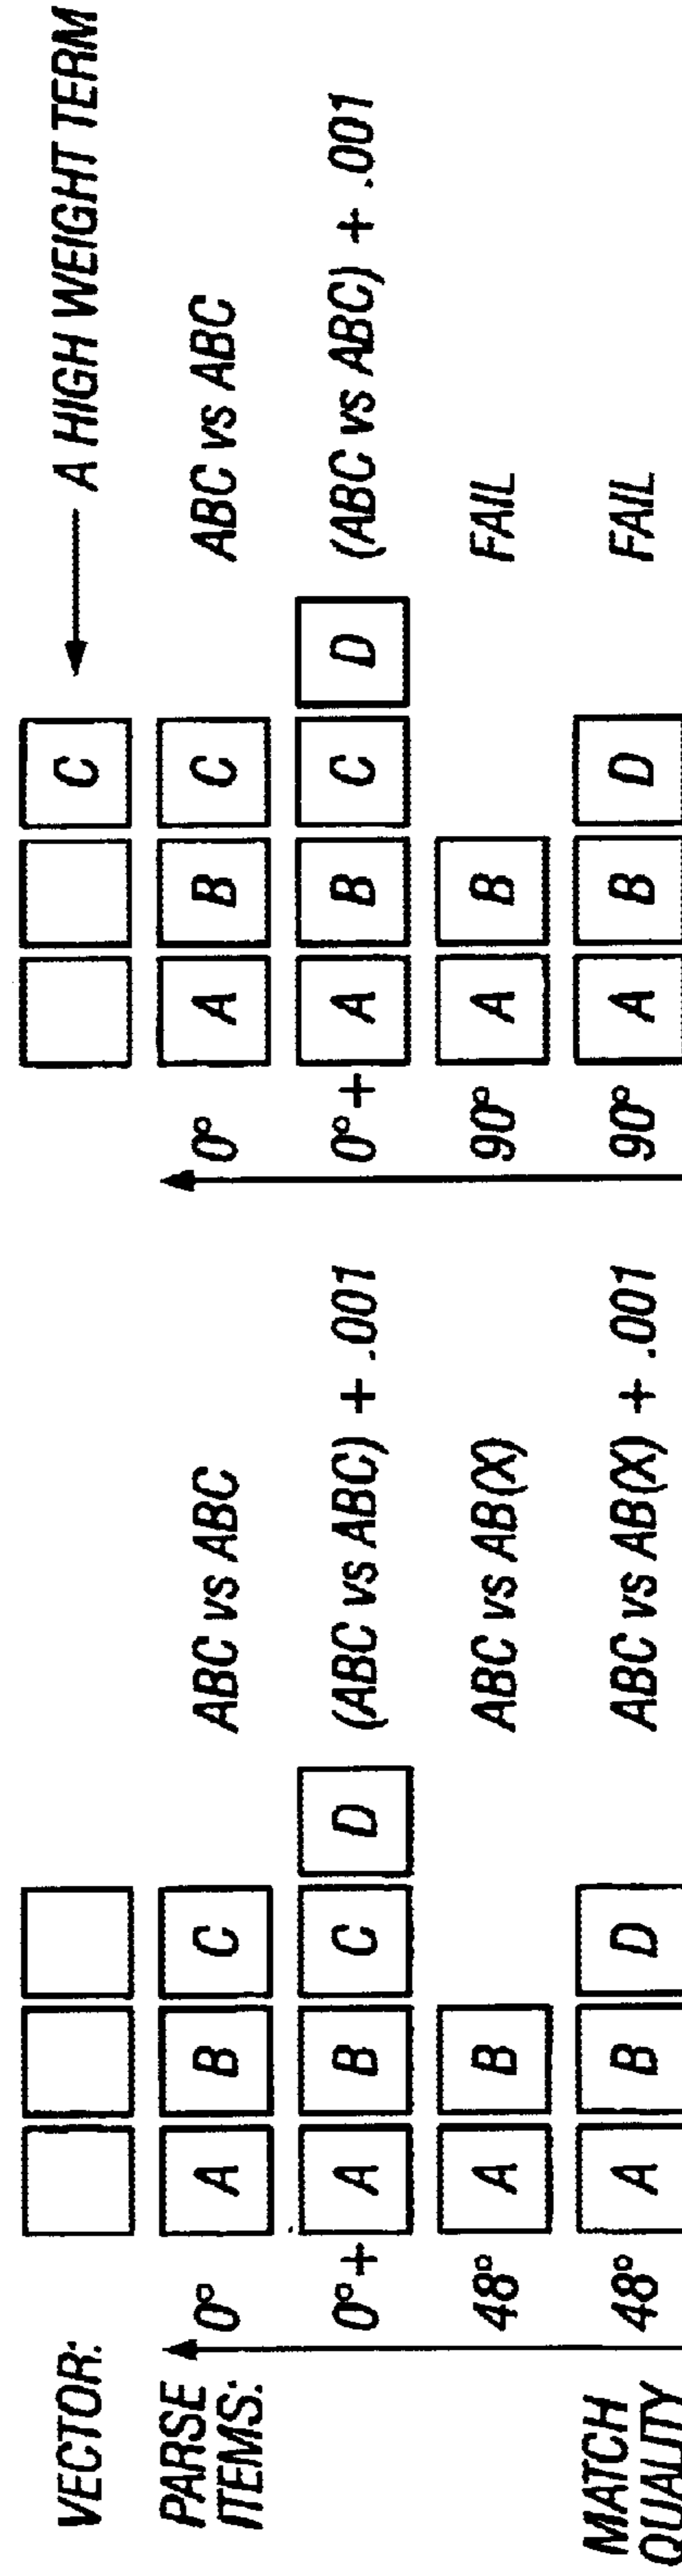 VECTOR:
C
A HIGH WEIGHT TERM
PARSE
ITEMS:
0° A B C ABC vs ABC
0° A B C ABC vs ABC
0°+ A B C D (ABC vs ABC) + .001
0°+ A B C D (ABC vs ABC) + .001
48° A B ABC vs AB(X)
90° A B FAIL
MATCH
QUALITY
48° A B D ABC vs AB(X) + .001
90° A B D FAIL